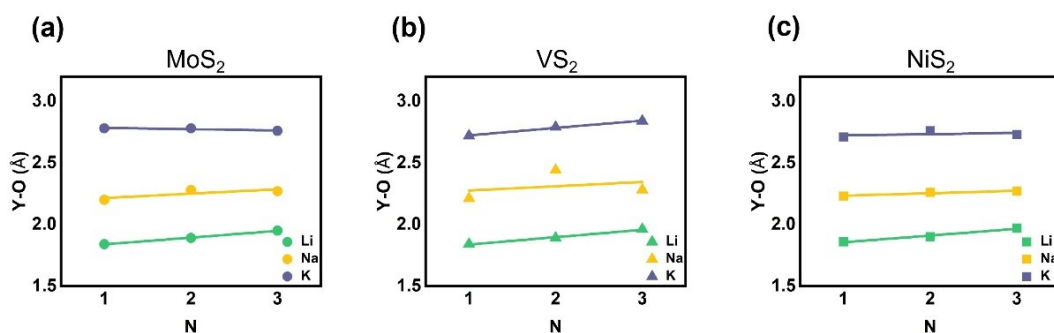 (a)
MoS₂
Y-O (Å)
3.0
2.5
2.0
1.5
1 2 3
N
Li
Na
K
(b)
VS₂
Y-O (Å)
3.0
2.5
2.0
1.5
1 2 3
N
Li
Na
K
(c)
NiS₂
Y-O (Å)
3.0
2.5
2.0
1.5
1 2 3
N
Li
Na
K